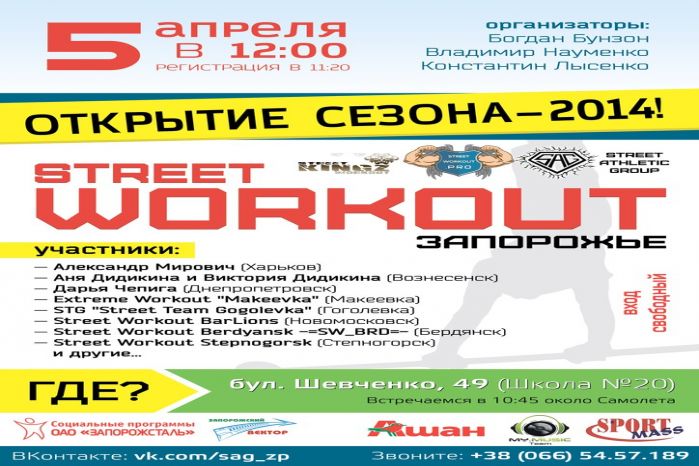 5 апреля
в 12:00
регистрация в 11:20
организаторы:
Богдан Бунзон
Владимир Науменко
Константин Лысенко
ОТКРЫТИЕ СЕЗОНА-2014!
STREET KINGZ WORKOUT
STREET WORKOUT PRO
SAG
STREET ATHLETIC GROUP
STREET
WORKOUT
ЗАПОРОЖЬЕ
участники:
— Александр Мирович (Харьков)
— Аня Дидикина и Виктория Дидикина (Вознесенск)
— Дарья Чепига (Днепропетровск)
— Extreme Workout "Makeevka" (Макеевка)
— STG "Street Team Gogolevka" (Гоголевка)
— Street Workout BarLions (Новомосковск)
— Street Workout Berdyansk -=SW_BRD=- (Бердянск)
— Street Workout Stepnogorsk (Степногорск)
и другие...
вход
свободный
ГДЕ?
бул. Шевченко, 49 (Школа №20)
Встречаемся в 10:45 около Самолета
Социальные программы
ОАО «ЗАПОРОЖСТАЛЬ»
ЗАПОРОЖСКИЙ
ВЕКТОР
Ашан
MY MUSIC
Team
SPORT
MASS
ВКонтакте: vk.com/sag_zp
Звоните: +38 (066) 54.57.189